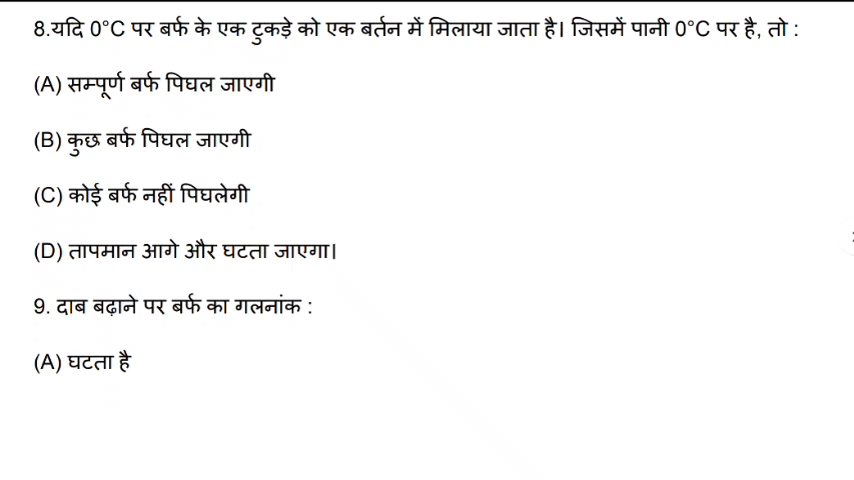 8.यदि 0°C पर बर्फ के एक टुकड़े को एक बर्तन में मिलाया जाता है। जिसमें पानी 0°C पर है, तो :
(A) सम्पूर्ण बर्फ पिघल जाएगी
(B) कुछ बर्फ पिघल जाएगी
(C) कोई बर्फ नहीं पिघलेगी
(D) तापमान आगे और घटता जाएगा।
9. दाब बढ़ाने पर बर्फ का गलनांक :
(A) घटता है